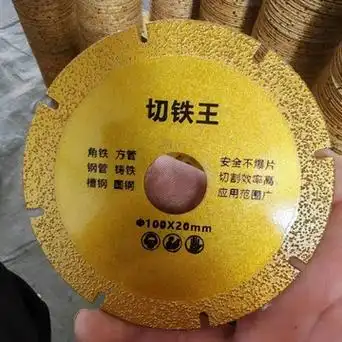 切铁王
角铁 方管
钢管 铸铁
槽钢 圆钢
安全不爆片
切割效率高
应用范围广
Φ100X20mm